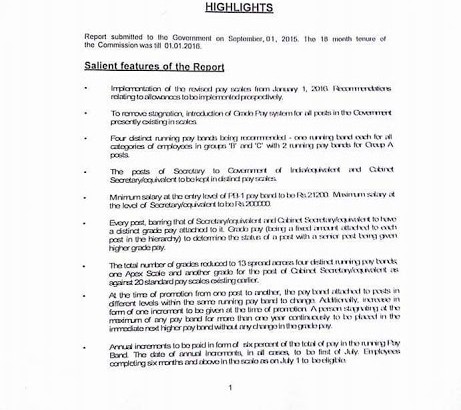 HIGHLIGHTS
Report submitted to the Government on September, 01, 2015. The 18 month tenure of
the Commission was till 01.01.2016.
Salient features of the Report
Implementation of the revised pay scales from January 1, 2016. Recommendations
relating to allowances to be implemented prospectively.
To remove stagnation, introduction of Grade Pay system for all posts in the Government
presently existing in scales.
Four distinct running pay bands being recommended - one running band each for all
categories of employees in groups 'B' and 'C' with 2 running pay bands for Group A
posts.
The posts of Secretary to Government of India/equivalent and Cabinet
Secretary/equivalent to be kept in distinct pay scales.
Minimum salary at the entry level of PB-1 pay band to be Rs.21200. Maximum salary at
the level of Secretary/equivalent to be Rs.200000.
Every post, barring that of Secretary/equivalent and Cabinet Secretary/equivalent to have
a distinct grade pay attached to it. Grade pay (being a fixed amount attached to each
post in the hierarchy) to determine the status of a post with a senior post being given
higher grade pay.
The total number of grades reduced to 13 spread across four distinct running pay bands;
one Apex Scale and another grade for the post of Cabinet Secretary/equivalent as
against 20 standard pay scales existing earlier.
At the time of promotion from one post to another, the pay band attached to posts in
different levels within the same running pay band to change. Additionally, increase in
form of one increment to be given at the time of promotion. A person stagnating at the
maximum of any pay band for more than one year continuously to be placed in the
immediate next higher pay band without any change in the grade pay.
Annual increments to be paid in form of six percent of the total of pay in the running Pay
Band. The date of annual increments, in all cases, to be first of July. Employees
completing six months and above in the scale as on July 1 to be eligible.
1